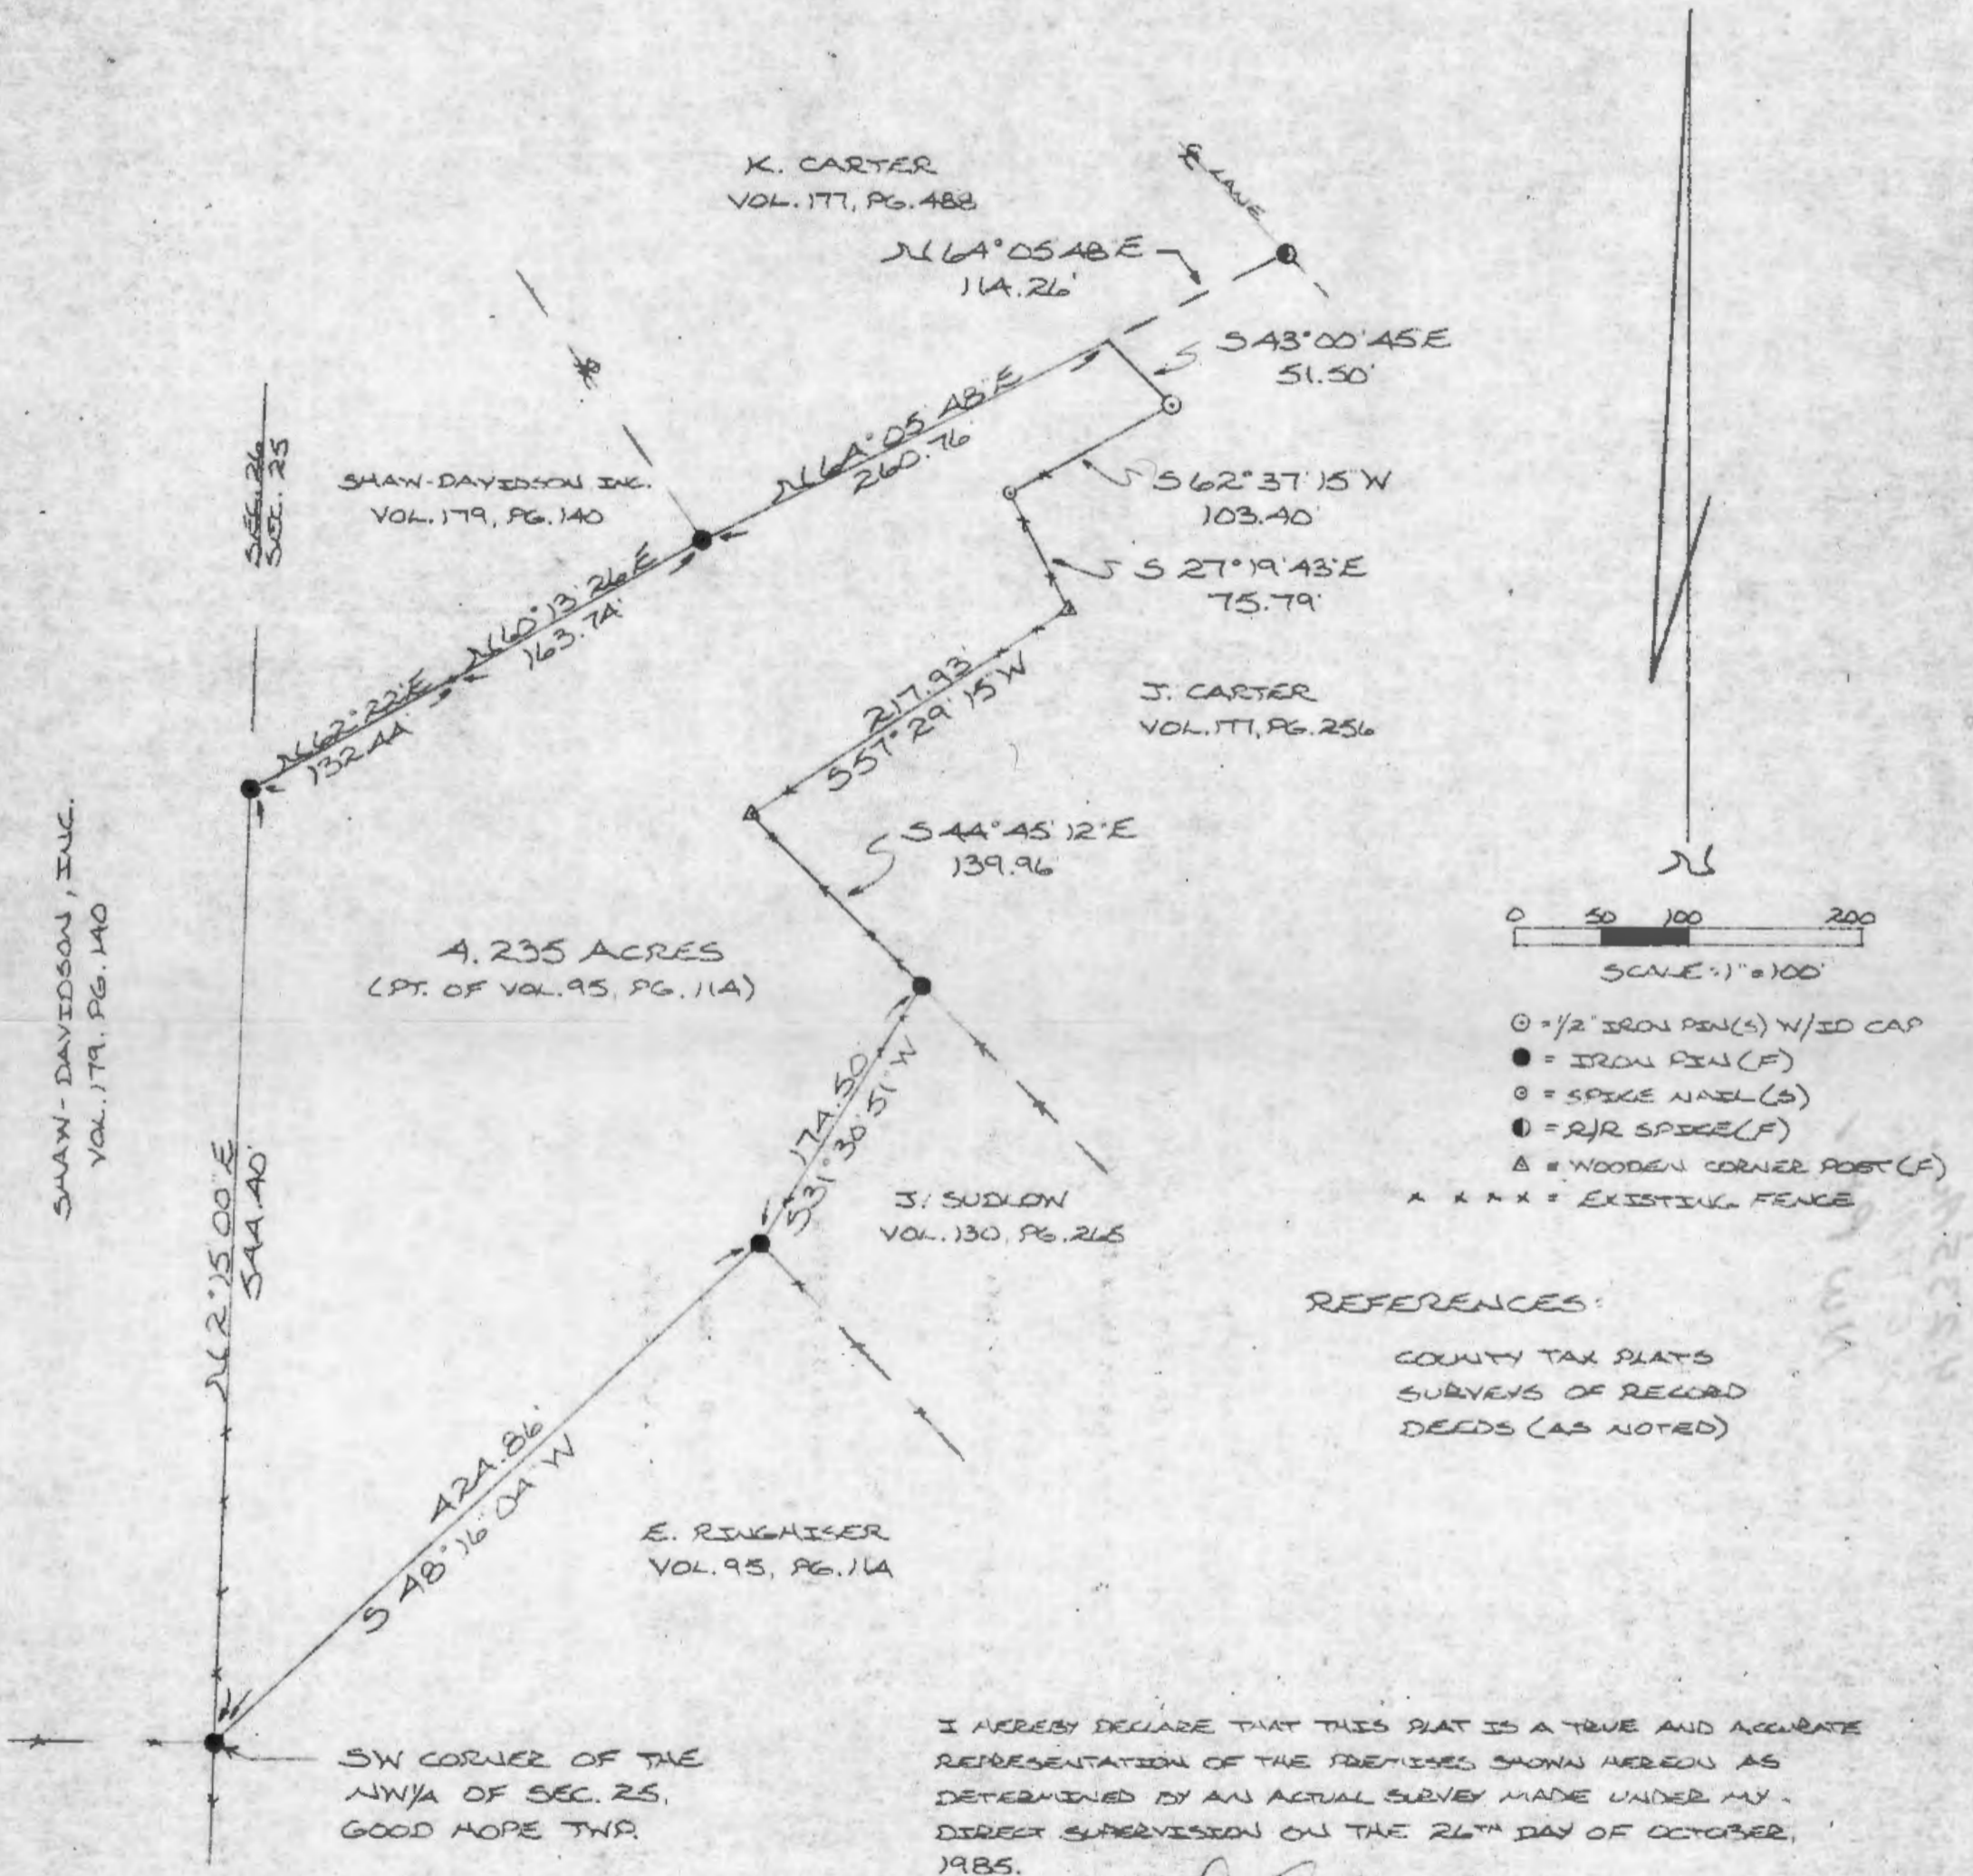 K. CARTER
VOL. 177, PG. 488
℄ LANE
N 64° 05' 48" E
114.26'
S 43° 00' 45" E
51.50'
N 64° 05' 48" E
260.76'
SEC. 26
SEC. 25
SHAW-DAVIDSON INC.
VOL. 179, PG. 140
S 62° 37' 15" W
103.40'
S 27° 19' 43" E
75.79'
N 60° 13' 26" E
163.74'
N 62° 22' E
132.44'
217.93'
S 57° 29' 15" W
J. CARTER
VOL. 177, PG. 256
S 44° 45' 12" E
139.96'
SHAW-DAVIDSON, INC.
VOL. 179, PG. 140
4.235 ACRES
(PT. OF VOL. 95, PG. 114)
N
0 50 100 200
SCALE: 1" = 100'
⊙ = 1/2" IRON PIN(S) W/ID CAP
● = IRON PIN (F)
⊙ = SPIKE NAIL (S)
◐ = R/R SPIKE (F)
△ = WOODEN CORNER POST (F)
x x x x = EXISTING FENCE
174.50'
S 31° 30' 51" W
J. SUDLOW
VOL. 130, PG. 265
N 2° 15' 00" E
544.40'
REFERENCES:
COUNTY TAX PLATS
SURVEYS OF RECORD
DEEDS (AS NOTED)
424.86'
S 48° 16' 04" W
E. RINGHISER
VOL. 95, PG. 114
SW CORNER OF THE
NW/4 OF SEC. 25,
GOOD HOPE TWP.
I HEREBY DECLARE THAT THIS PLAT IS A TRUE AND ACCURATE
REPRESENTATION OF THE PREMISES SHOWN HEREON AS
DETERMINED BY AN ACTUAL SURVEY MADE UNDER MY
DIRECT SUPERVISION ON THE 26TH DAY OF OCTOBER,
1985.